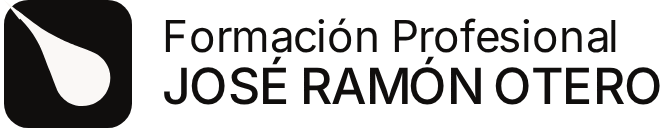 Formación Profesional
JOSÉ RAMÓN OTERO